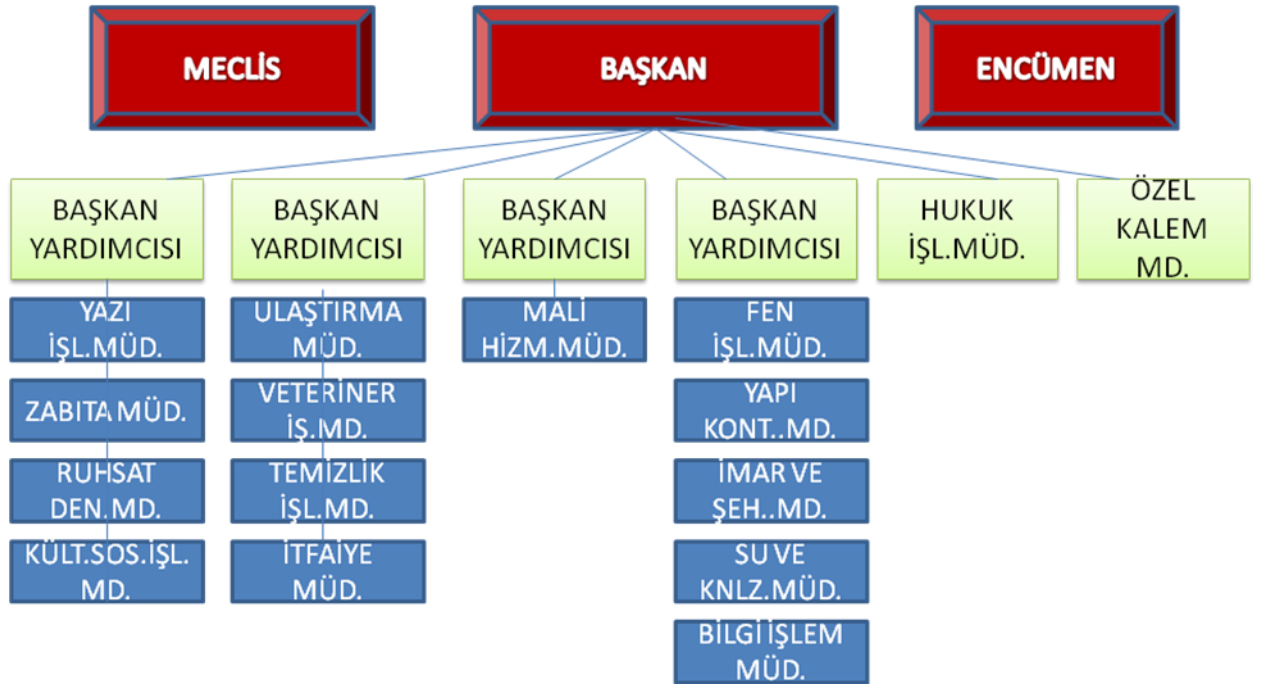 MECLİS
BAŞKAN
ENCÜMEN
BAŞKAN
YARDIMCISI
BAŞKAN
YARDIMCISI
BAŞKAN
YARDIMCISI
BAŞKAN
YARDIMCISI
HUKUK
İŞL.MÜD.
ÖZEL
KALEM
MD.
YAZI
İŞL.MÜD.
ZABITA MÜD.
RUHSAT
DEN.MD.
KÜLT.SOS.İŞL.
MD.
ULAŞTIRMA
MÜD.
VETERİNER
İŞ.MD.
TEMİZLİK
İŞL.MD.
İTFAİYE
MÜD.
MALİ
HİZM.MÜD.
FEN
İŞL.MÜD.
YAPI
KONT..MD.
İMAR VE
ŞEH..MD.
SU VE
KNLZ.MÜD.
BİLGİ İŞLEM
MÜD.